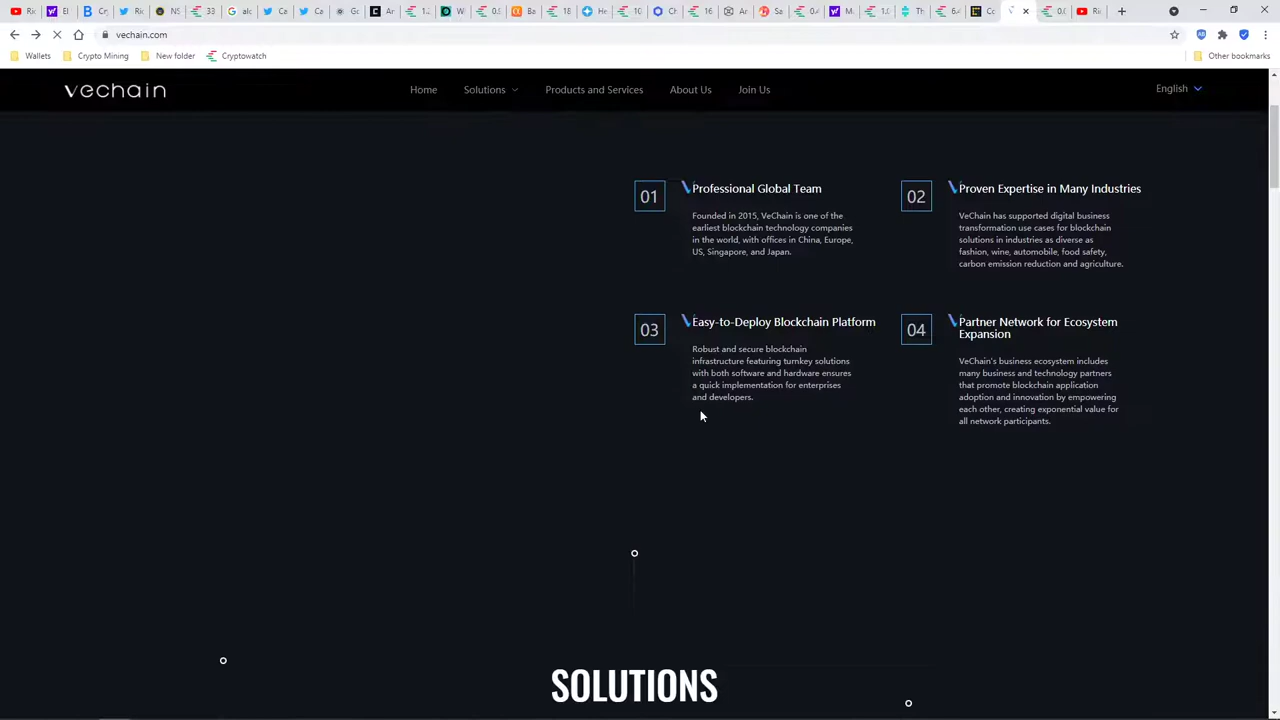 vechain.com
Wallets
Crypto Mining
New folder
Cryptowatch
Other bookmarks
vechain
Home
Solutions
Products and Services
About Us
Join Us
English
01
Professional Global Team
Founded in 2015, VeChain is one of the
earliest blockchain technology companies
in the world, with offices in China, Europe,
US, Singapore, and Japan.
02
Proven Expertise in Many Industries
VeChain has supported digital business
transformation use cases for blockchain
solutions in industries as diverse as
fashion, wine, automobile, food safety,
carbon emission reduction and agriculture.
03
Easy-to-Deploy Blockchain Platform
Robust and secure blockchain
infrastructure featuring turnkey solutions
with both software and hardware ensures
a quick implementation for enterprises
and developers.
04
Partner Network for Ecosystem
Expansion
VeChain's business ecosystem includes
many business and technology partners
that promote blockchain application
adoption and innovation by empowering
each other, creating exponential value for
all network participants.
SOLUTIONS